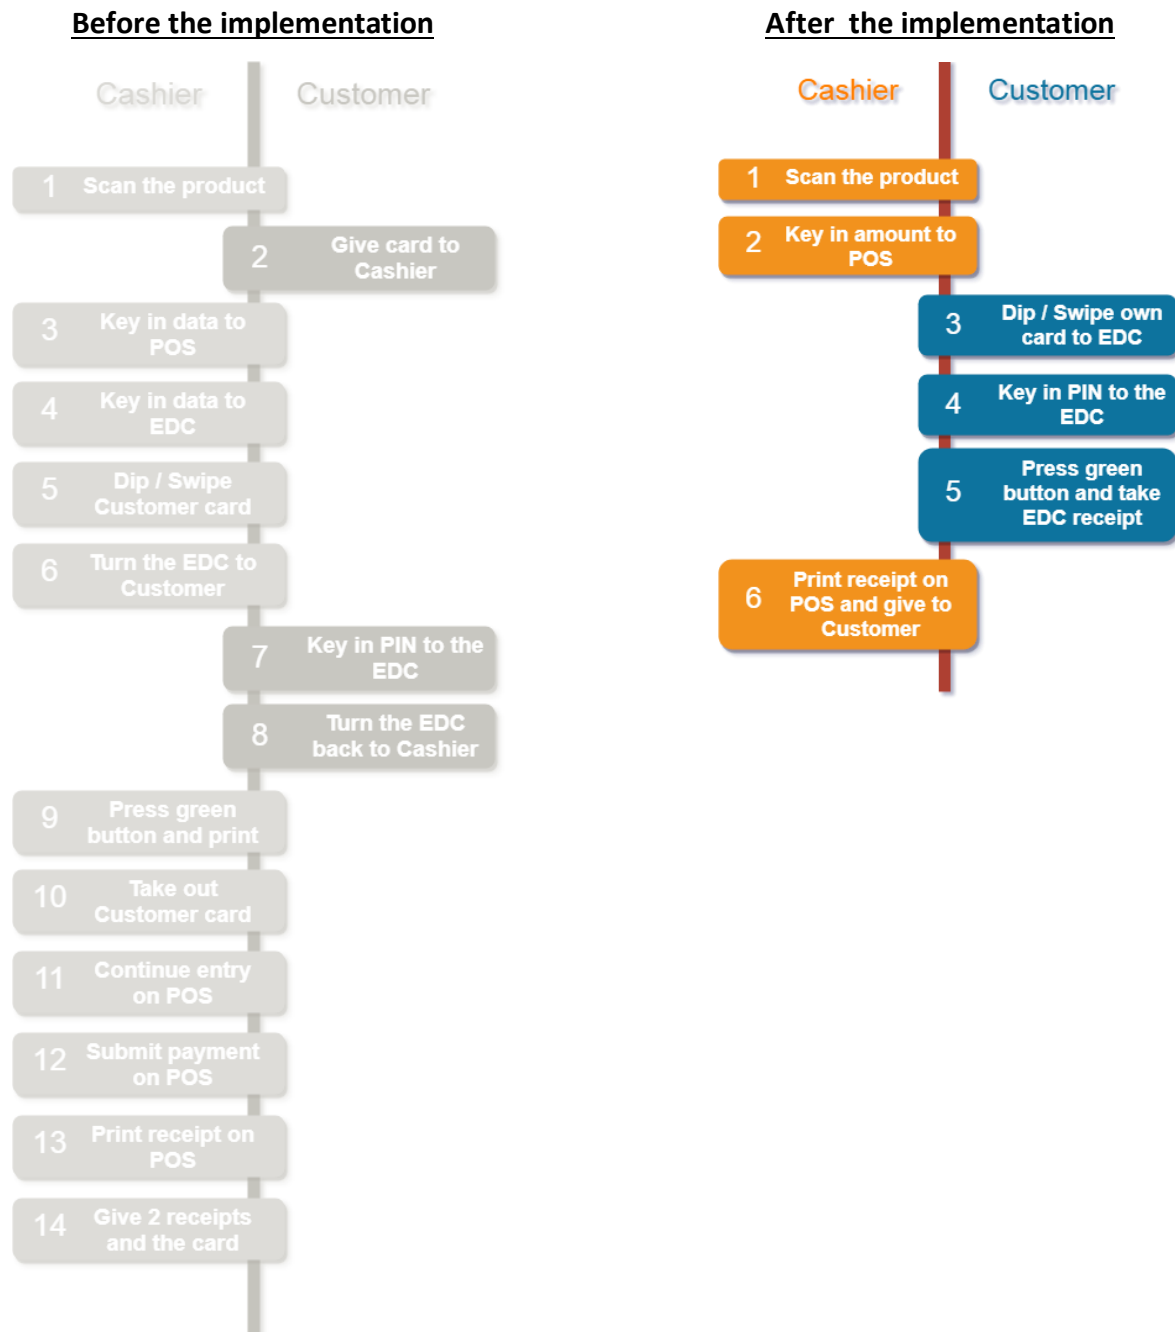 Before the implementation
Cashier
Customer
1
Scan the product
2
Give card to
Cashier
3
Key in data to
POS
4
Key in data to
EDC
5
Dip / Swipe
Customer card
6
Turn the EDC to
Customer
7
Key in PIN to the
EDC
8
Turn the EDC
back to Cashier
9
Press green
button and print
10
Take out
Customer card
11
Continue entry
on POS
12
Submit payment
on POS
13
Print receipt on
POS
14
Give 2 receipts
and the card
After the implementation
Cashier
Customer
1
Scan the product
2
Key in amount to
POS
3
Dip / Swipe own
card to EDC
4
Key in PIN to the
EDC
5
Press green
button and take
EDC receipt
6
Print receipt on
POS and give to
Customer